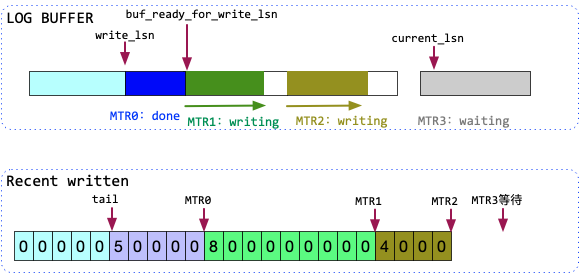 LOG BUFFER
buf_ready_for_write_lsn
write_lsn
current_lsn
MTR0: done
MTR1: writing
MTR2: writing
MTR3: waiting
Recent written
tail
MTR0
MTR1
MTR2
MTR3等待
0 0 0 0 0 5 0 0 0 0 8 0 0 0 0 0 0 0 0 4 0 0 0